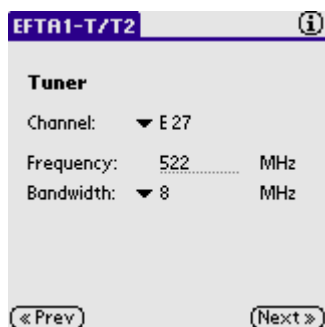 EFTA1-T/T2
Tuner
Channel: E 27
Frequency: 522 MHz
Bandwidth: 8 MHz
« Prev Next »